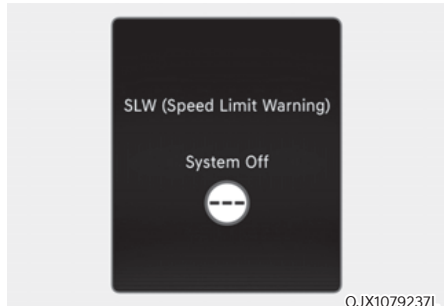 SLW (Speed Limit Warning)
System Off
---
OJX1079237L